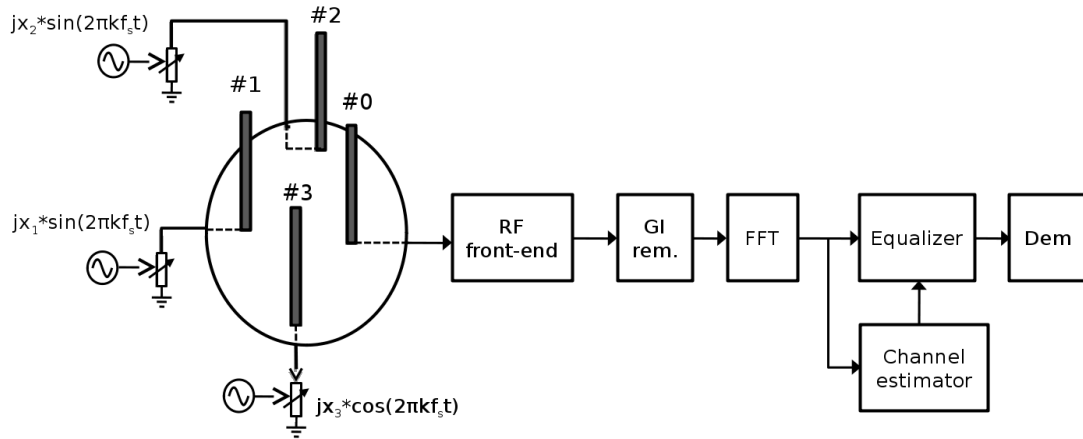 jx₂*sin(2πkfₛt)
#2
#1
#0
#3
jx₁*sin(2πkfₛt)
RF
front-end
GI
rem.
FFT
Equalizer
Dem
Channel
estimator
jx₃*cos(2πkfₛt)